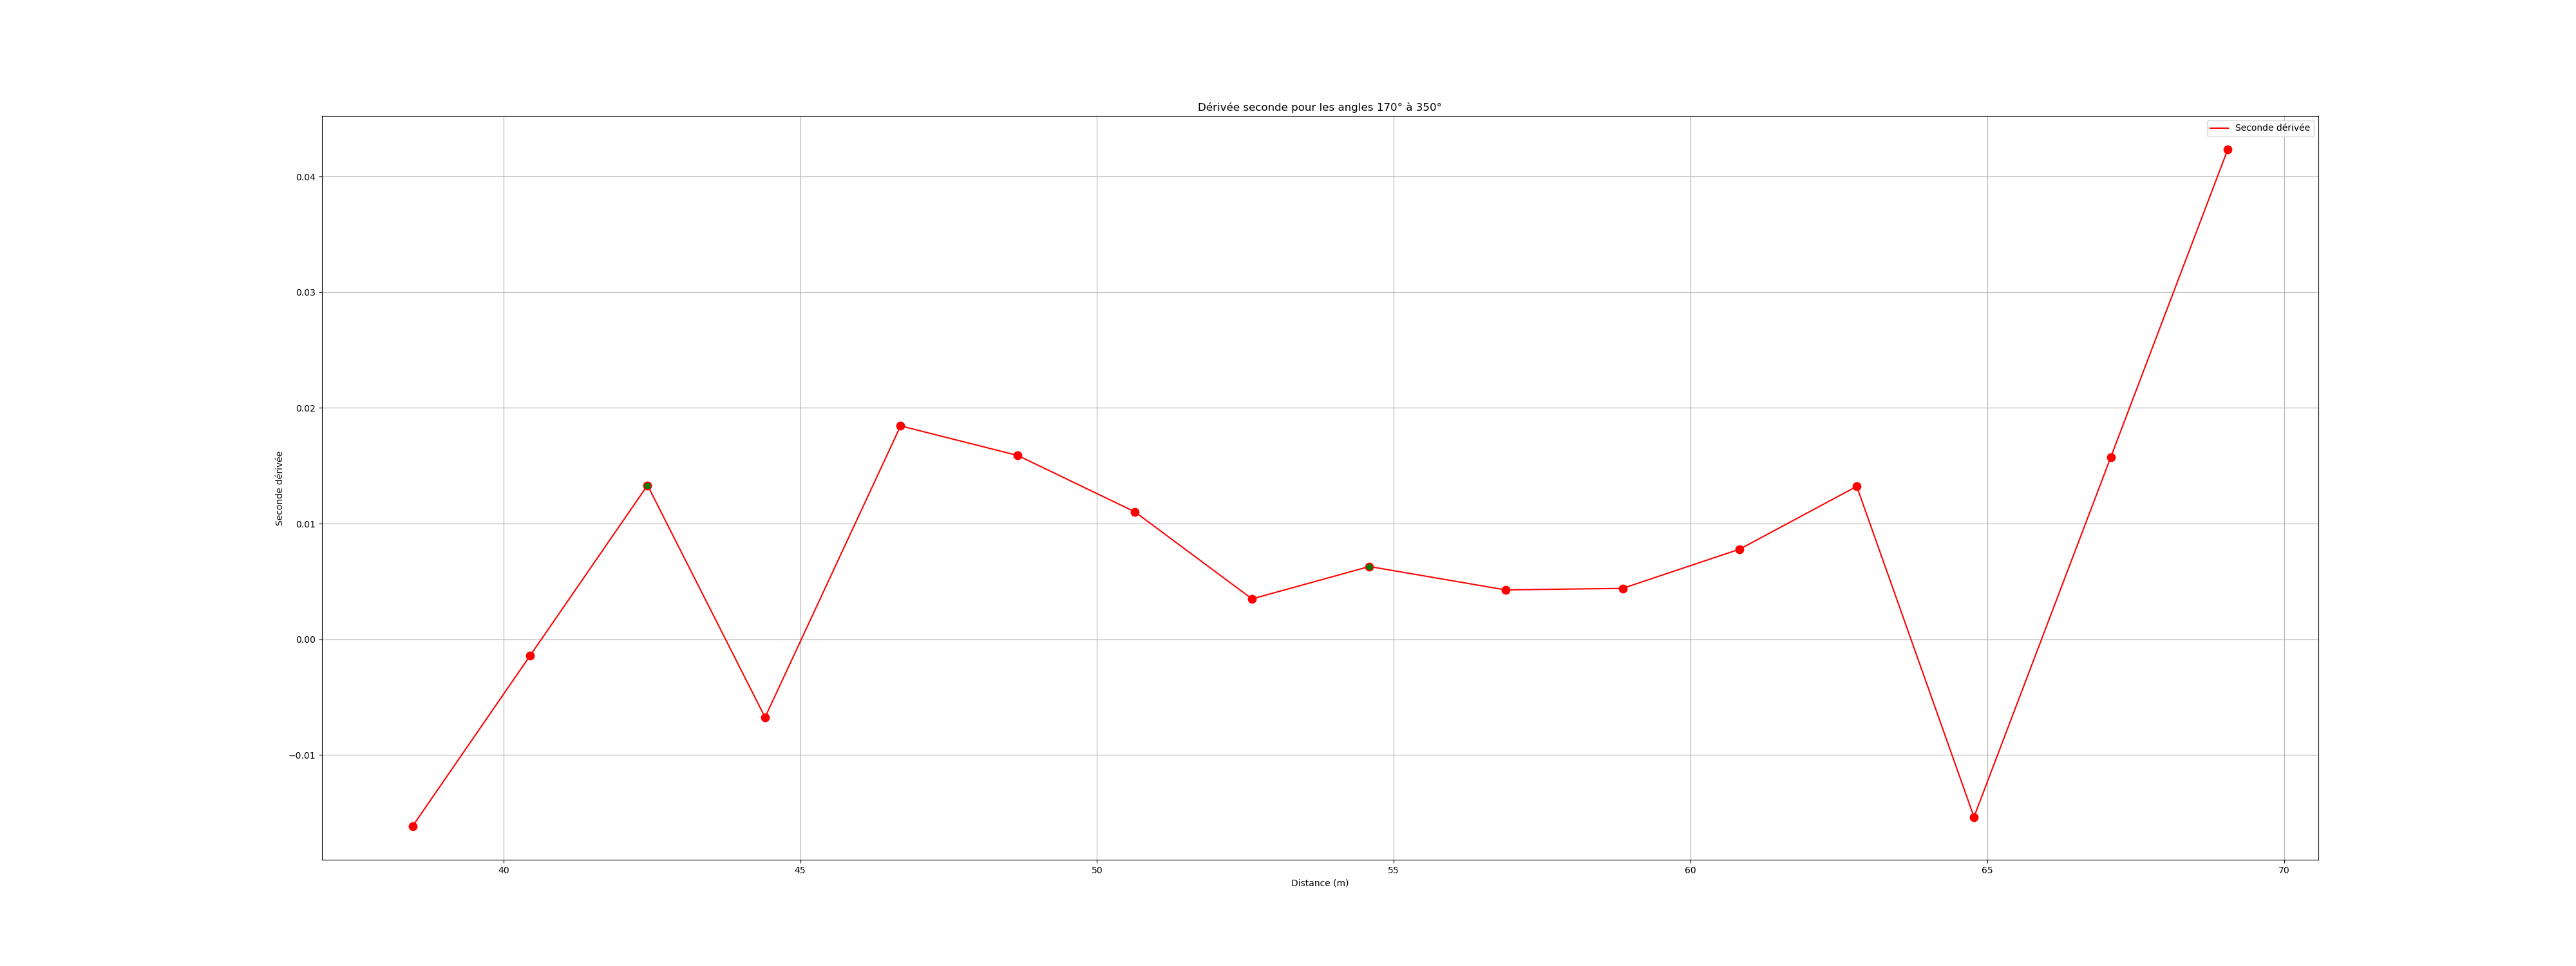 Dérivée seconde pour les angles 170° à 350°
Seconde dérivée
0.04
0.03
0.02
0.01
0.00
−0.01
Seconde dérivée
40 45 50 55 60 65 70
Distance (m)